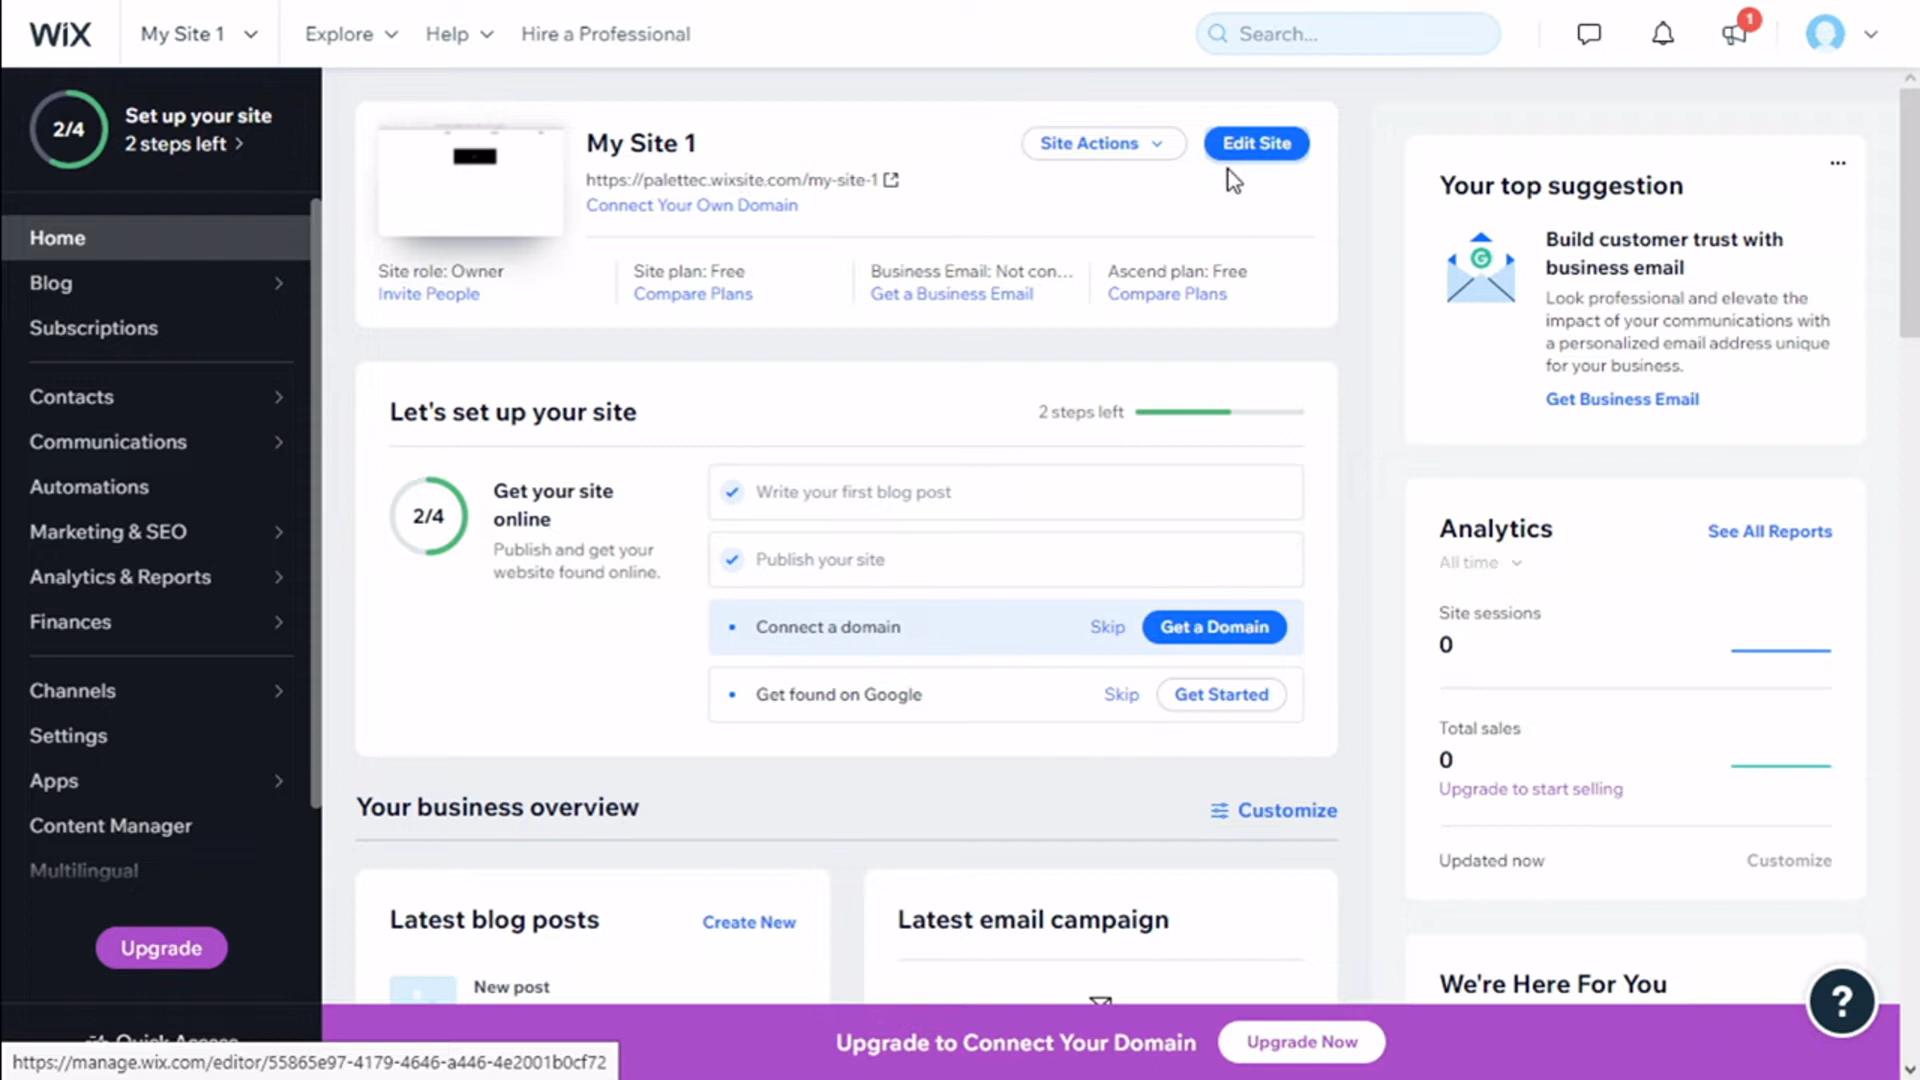 WiX
My Site 1
Explore
Help
Hire a Professional
Search...
1
2/4
Set up your site
2 steps left >
Home
Blog
Subscriptions
Contacts
Communications
Automations
Marketing & SEO
Analytics & Reports
Finances
Channels
Settings
Apps
Content Manager
Multilingual
Upgrade
Quick Access
https://manage.wix.com/editor/55865e97-4179-4646-a446-4e2001b0cf72
My Site 1
Site Actions
Edit Site
https://palettec.wixsite.com/my-site-1
Connect Your Own Domain
Site role: Owner
Invite People
Site plan: Free
Compare Plans
Business Email: Not con...
Get a Business Email
Ascend plan: Free
Compare Plans
Let's set up your site
2 steps left
2/4
Get your site
online
Publish and get your
website found online.
Write your first blog post
Publish your site
Connect a domain
Skip
Get a Domain
Get found on Google
Skip
Get Started
Your business overview
Customize
Latest blog posts
Create New
New post
Latest email campaign
Your top suggestion
...
G
Build customer trust with
business email
Look professional and elevate the
impact of your communications with
a personalized email address unique
for your business.
Get Business Email
Analytics
See All Reports
All time
Site sessions
0
Total sales
0
Upgrade to start selling
Updated now
Customize
We're Here For You
?
Upgrade to Connect Your Domain
Upgrade Now